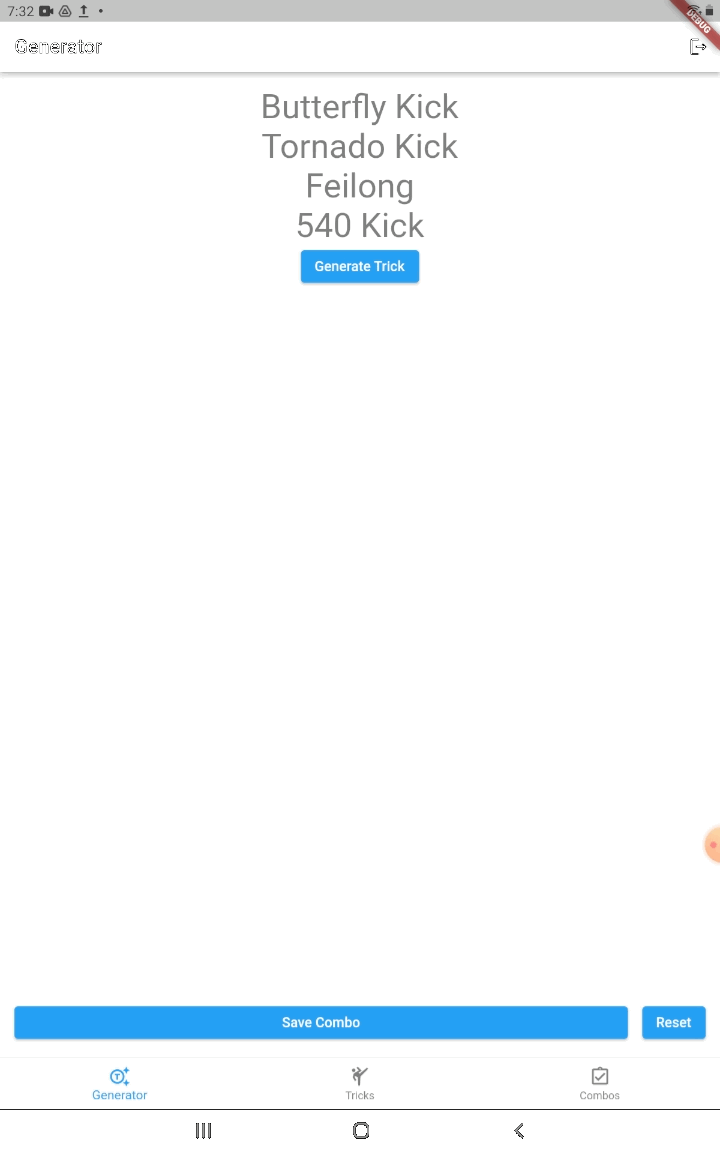 7:32
DEBUG
Generator
Butterfly Kick
Tornado Kick
Feilong
540 Kick
Generate Trick
Save Combo
Reset
Generator
Tricks
Combos